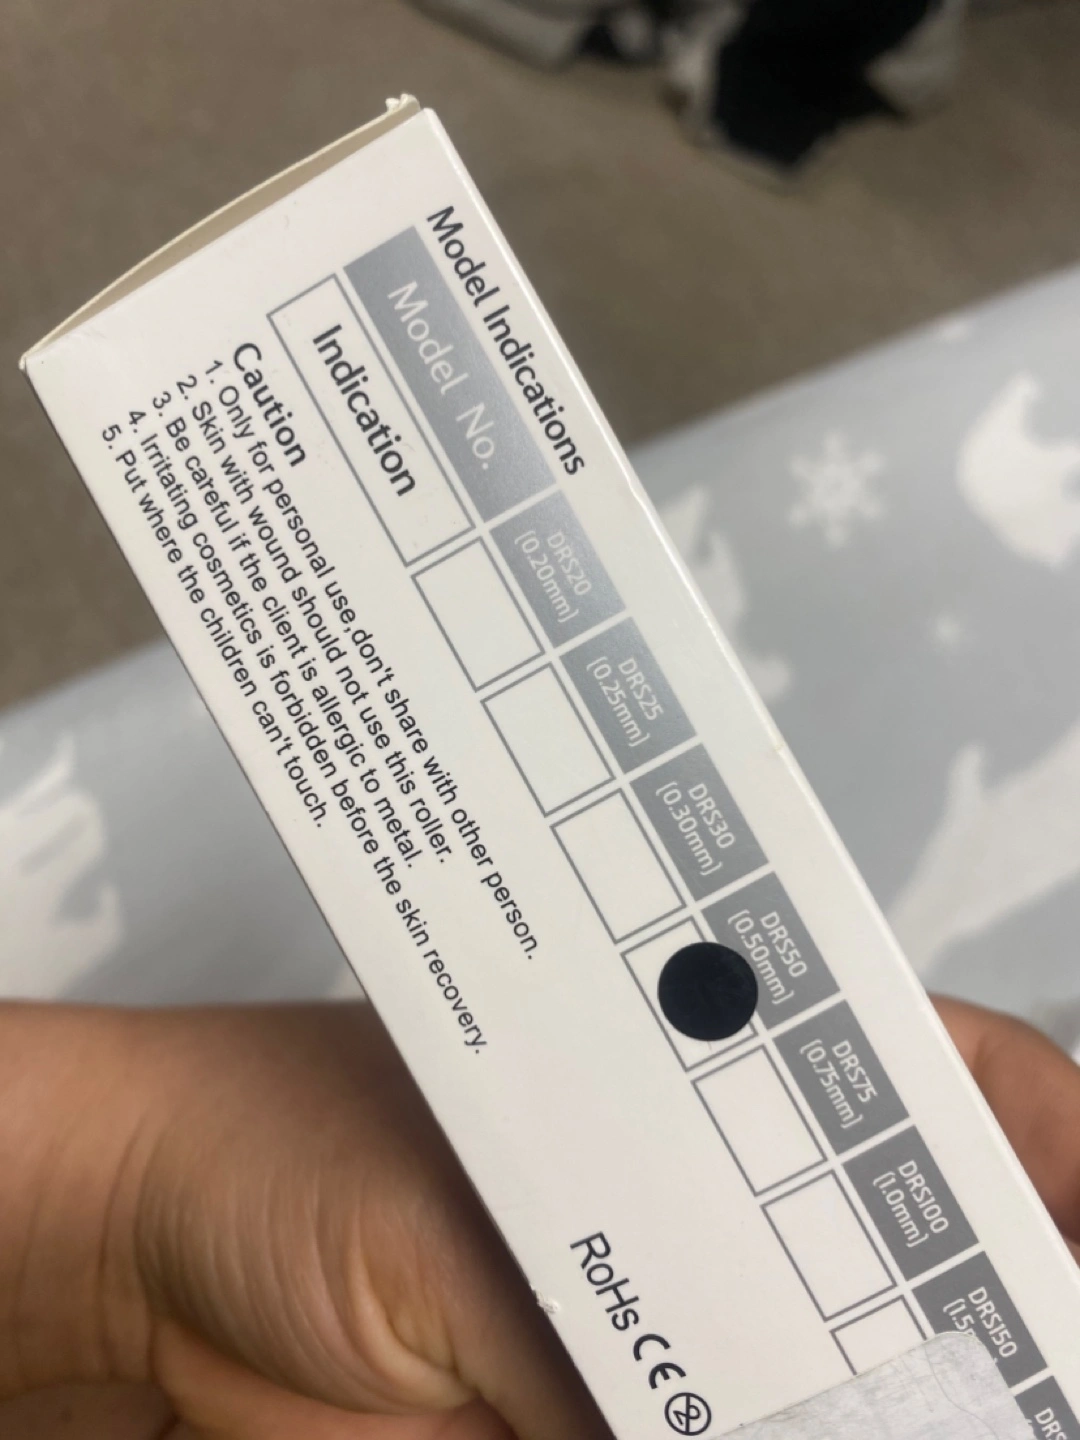 Model Indications
Model No.
DRS20
(0.20mm)
DRS25
(0.25mm)
DRS30
(0.30mm)
DRS50
(0.50mm)
DRS75
(0.75mm)
DRS100
(1.0mm)
DRS150
Indication
Caution
1. Only for personal use,don't share with other person.
2. Skin with wound should not use this roller.
3. Be careful if the client is allergic to metal.
4. Irritating cosmetics is forbidden before the skin recovery.
5. Put where the children can't touch.
RoHS CE 2